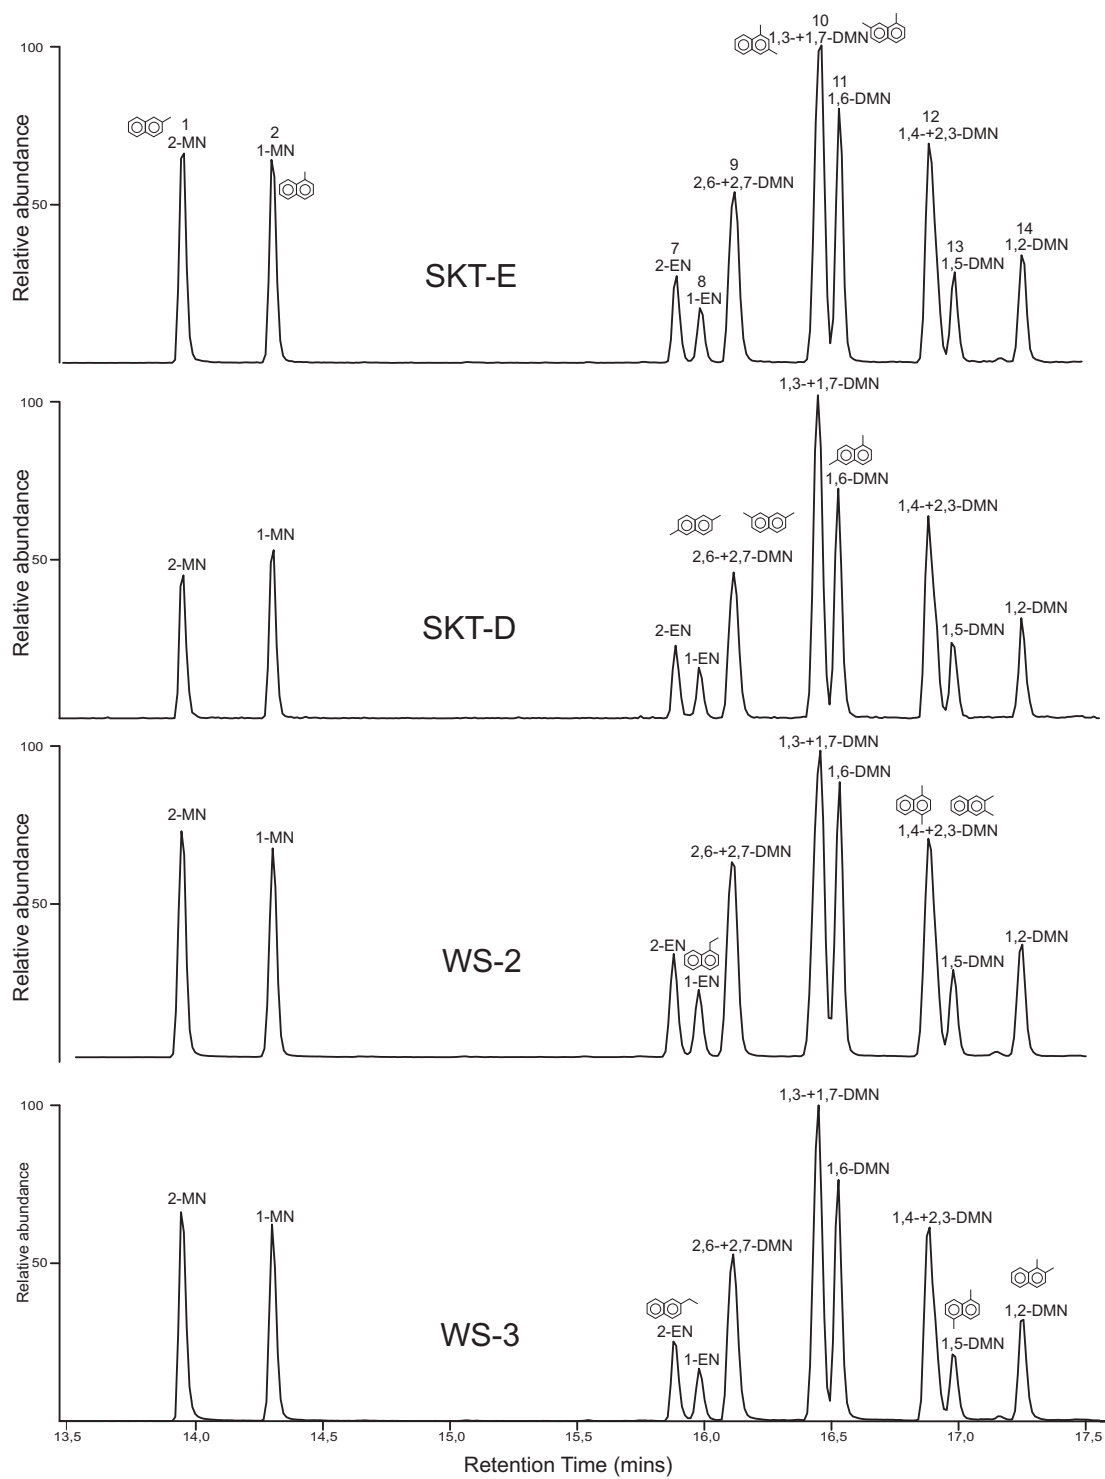 10
100
1,3-+1,7-DMN
11
1,6-DMN
1
2-MN
2
1-MN
12
1,4-+2,3-DMN
9
2,6-+2,7-DMN
Relative abundance
50
SKT-E
7
2-EN
8
1-EN
13
1,5-DMN
14
1,2-DMN
1,3-+1,7-DMN
100
1,6-DMN
1,4-+2,3-DMN
Relative abundance
1-MN
50
2-MN
2,6-+2,7-DMN
SKT-D
2-EN
1-EN
1,5-DMN
1,2-DMN
1,3-+1,7-DMN
100
1,6-DMN
2-MN
1-MN
1,4-+2,3-DMN
2,6-+2,7-DMN
Relative abundance
50
WS-2
2-EN
1-EN
1,5-DMN
1,2-DMN
1,3-+1,7-DMN
100
1,6-DMN
2-MN
1-MN
1,4-+2,3-DMN
2,6-+2,7-DMN
Relative abundance
50
WS-3
2-EN
1-EN
1,5-DMN
1,2-DMN
13,5 14,0 14,5 15,0 15,5 16,0 16,5 17,0 17,5
Retention Time (mins)